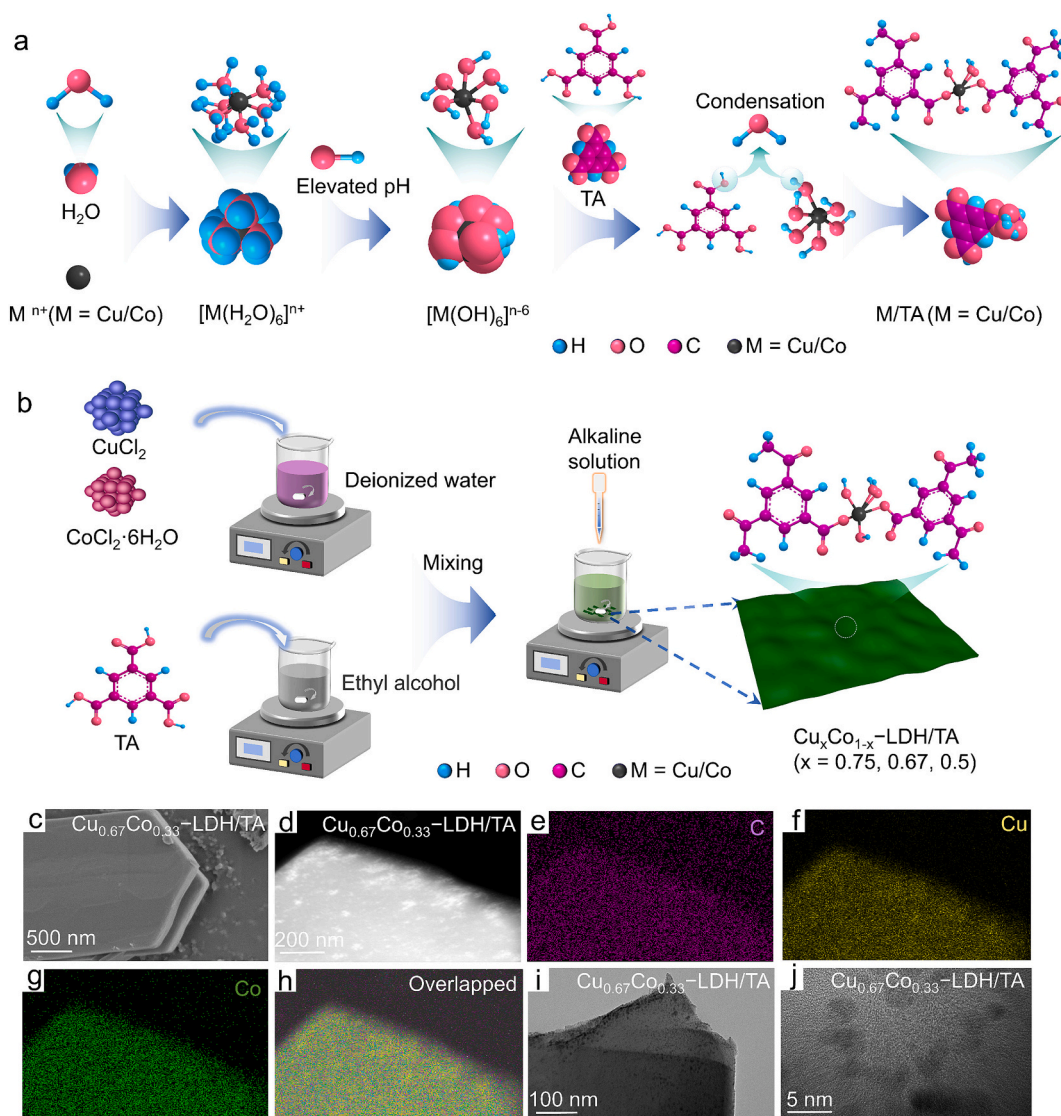 a
H₂O
M ⁿ⁺(M = Cu/Co)
[M(H₂O)₆]ⁿ⁺
Elevated pH
[M(OH)₆]ⁿ⁻⁶
TA
Condensation
M/TA (M = Cu/Co)
H O C M = Cu/Co
b
CuCl₂
CoCl₂·6H₂O
Deionized water
TA
Ethyl alcohol
Mixing
Alkaline
solution
CuₓCo₁₋ₓ−LDH/TA
(x = 0.75, 0.67, 0.5)
H O C M = Cu/Co
c Cu₀.₆₇Co₀.₃₃−LDH/TA
500 nm
d Cu₀.₆₇Co₀.₃₃−LDH/TA
200 nm
e C
f Cu
g Co
h Overlapped
i Cu₀.₆₇Co₀.₃₃−LDH/TA
100 nm
j Cu₀.₆₇Co₀.₃₃−LDH/TA
5 nm